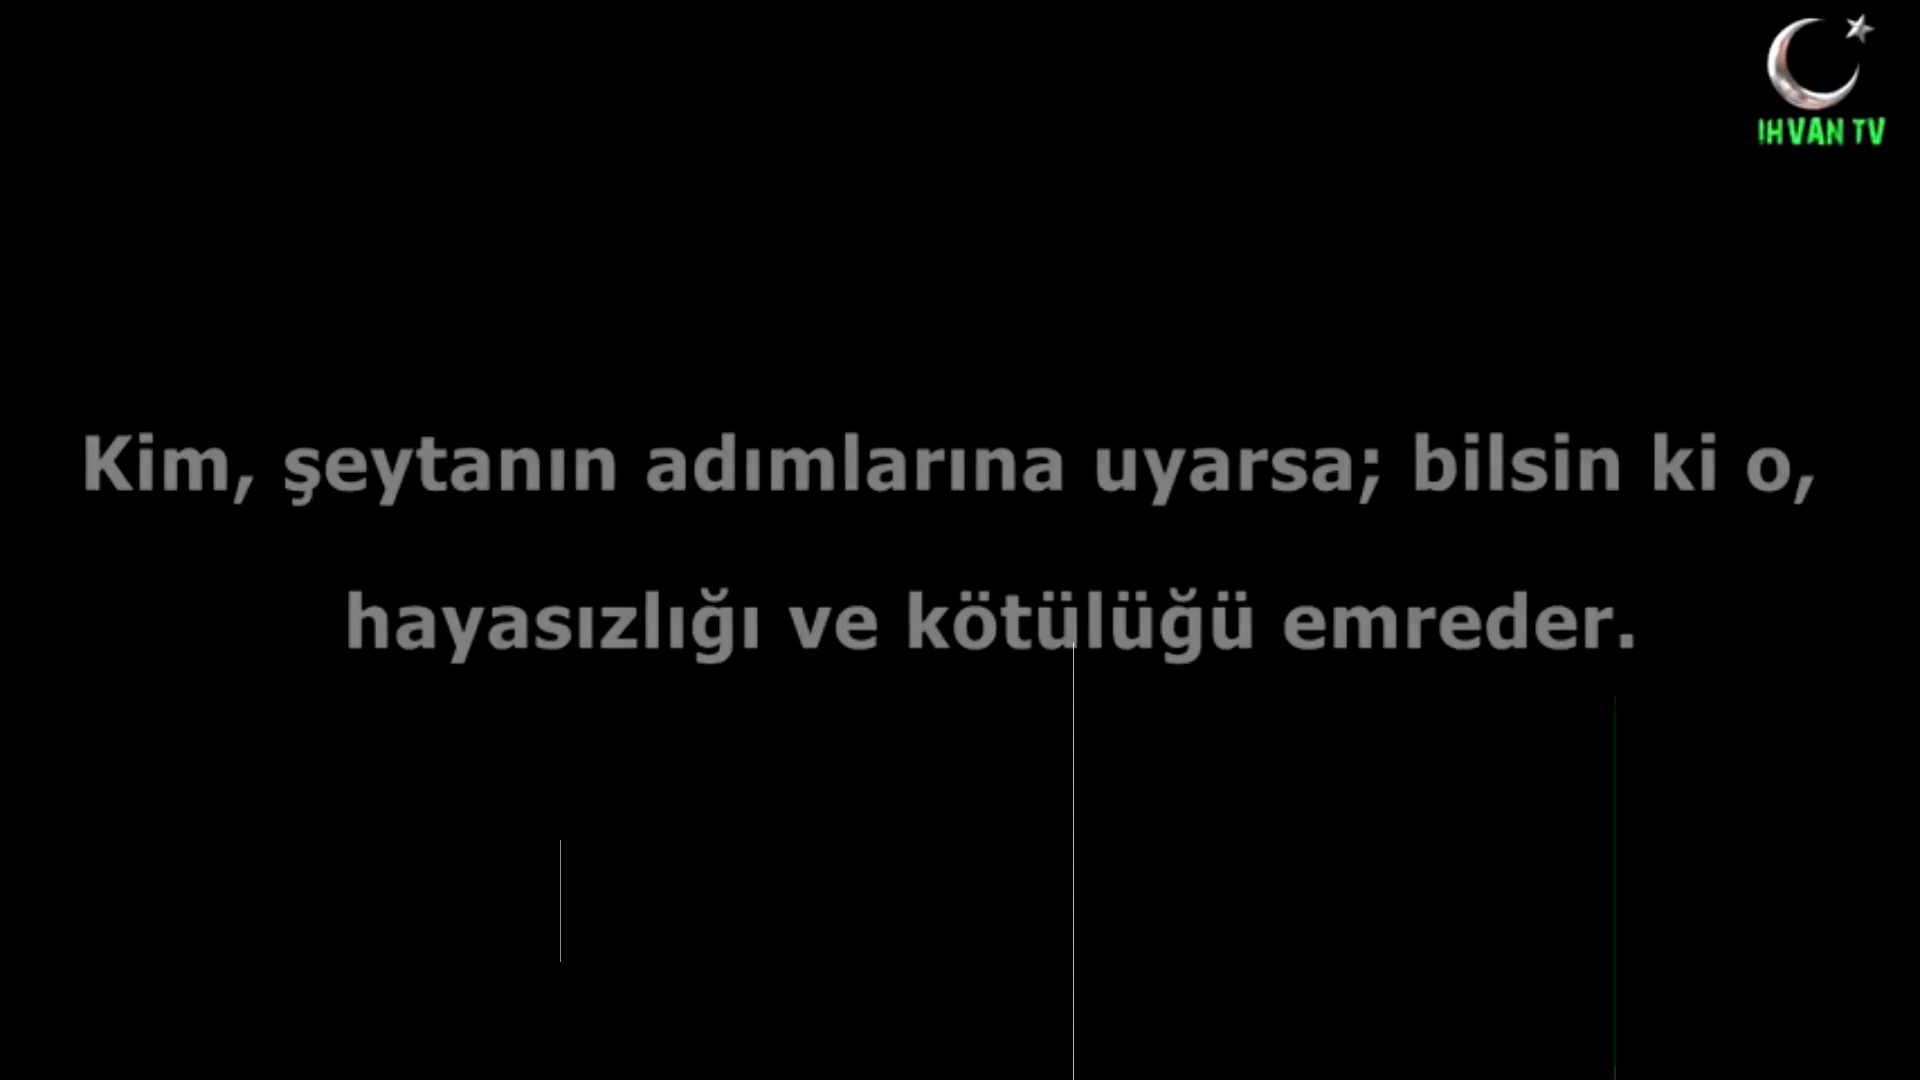 IHVAN TV
Kim, şeytanın adımlarına uyarsa; bilsin ki o,
hayasızlığı ve kötülüğü emreder.